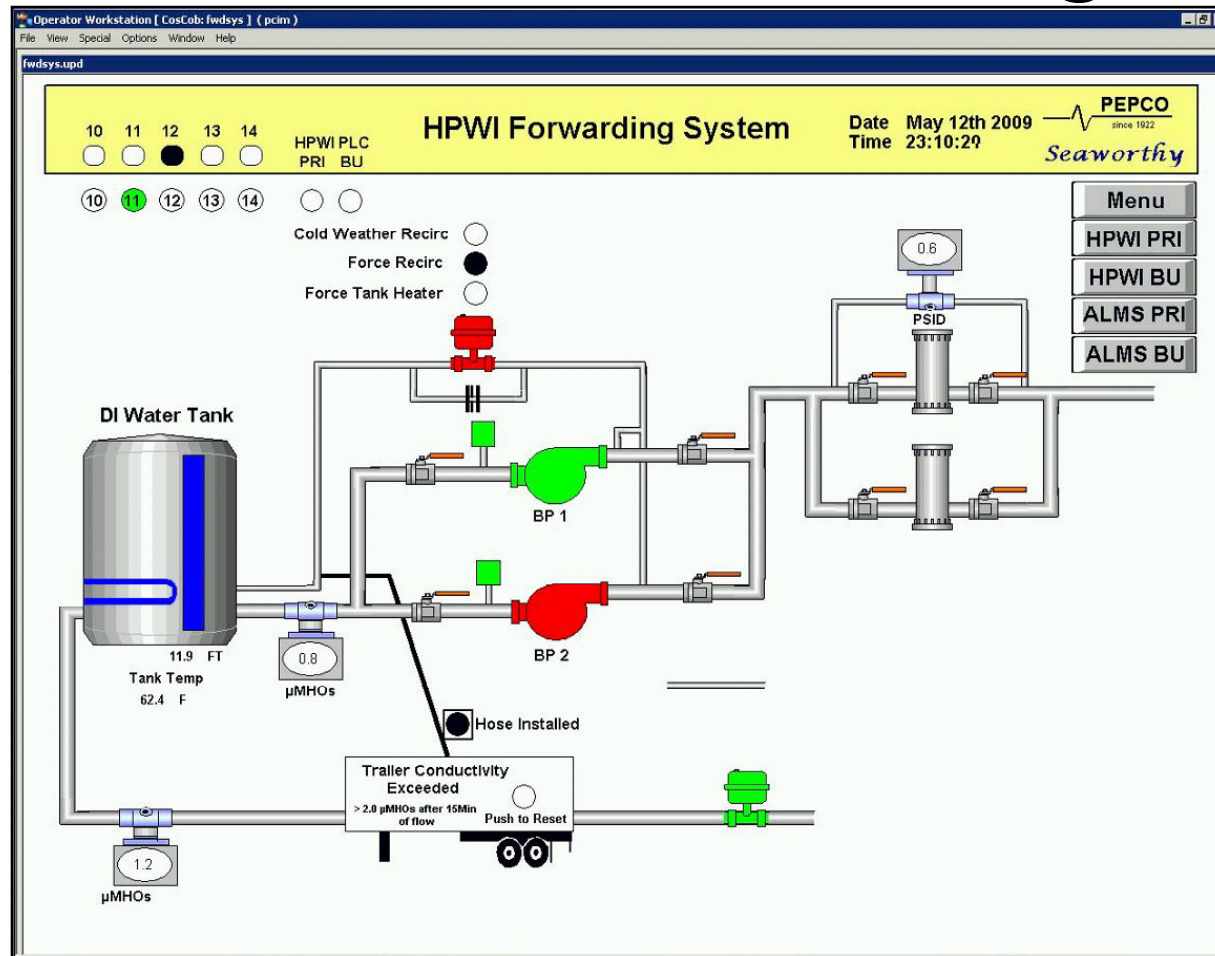 Operator Workstation [ CosCob: fwdsys ] ( pcim )
File View Special Options Window Help
fwdsys.upd
10 11 12 13 14
HPWI PLC
PRI BU
HPWI Forwarding System
Date May 12th 2009
Time 23:10:20
PEPCO
since 1922
Seaworthy
10 11 12 13 14
Cold Weather Recirc
Force Recirc
Force Tank Heater
Menu
HPWI PRI
HPWI BU
ALMS PRI
ALMS BU
0.6
PSID
DI Water Tank
BP 1
BP 2
11.9 FT
Tank Temp
62.4 F
0.8
µMHOs
Hose Installed
Trailer Conductivity
Exceeded
> 2.0 µMHOs after 15Min
of flow
Push to Reset
1.2
µMHOs